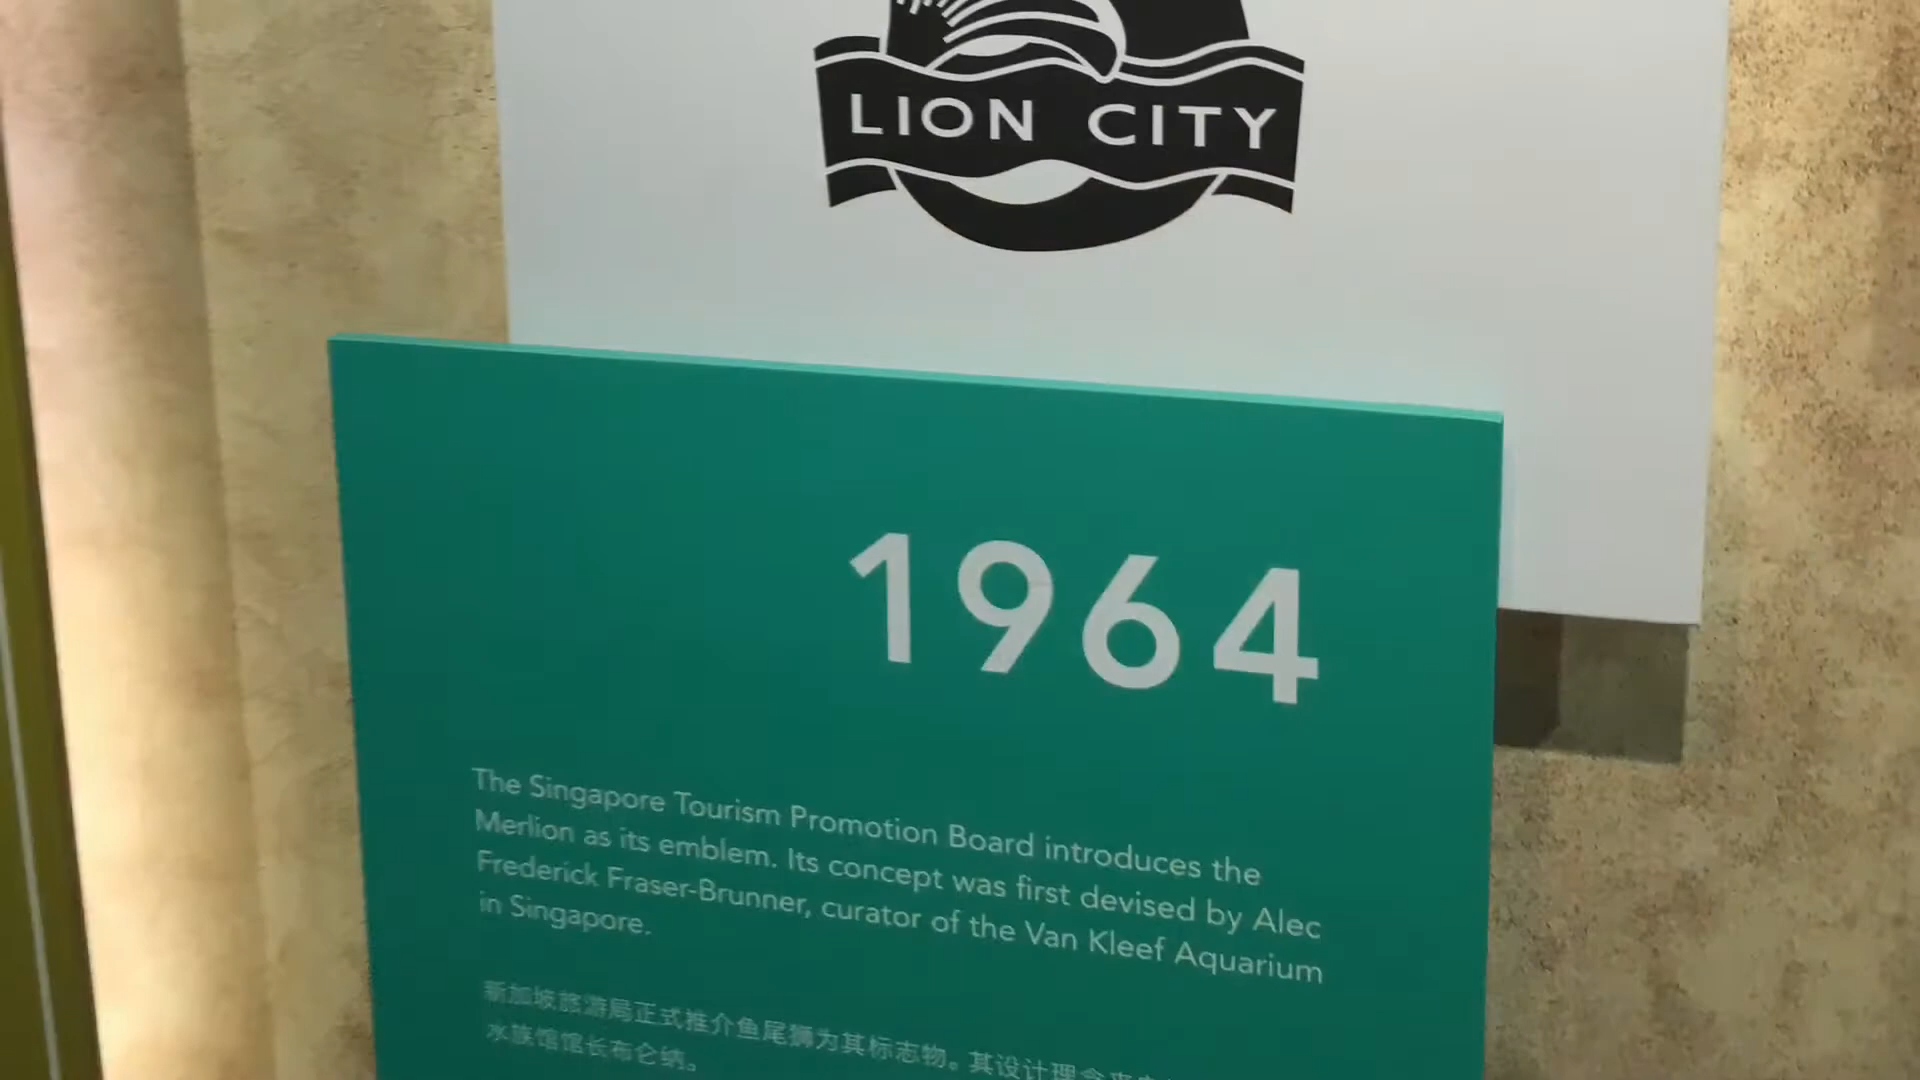 LION CITY
1964
The Singapore Tourism Promotion Board introduces the
Merlion as its emblem. Its concept was first devised by Alec
Frederick Fraser-Brunner, curator of the Van Kleef Aquarium
in Singapore.
新加坡旅游局正式推介鱼尾狮为其标志物。其设计理念来自
水族馆馆长布仑纳。